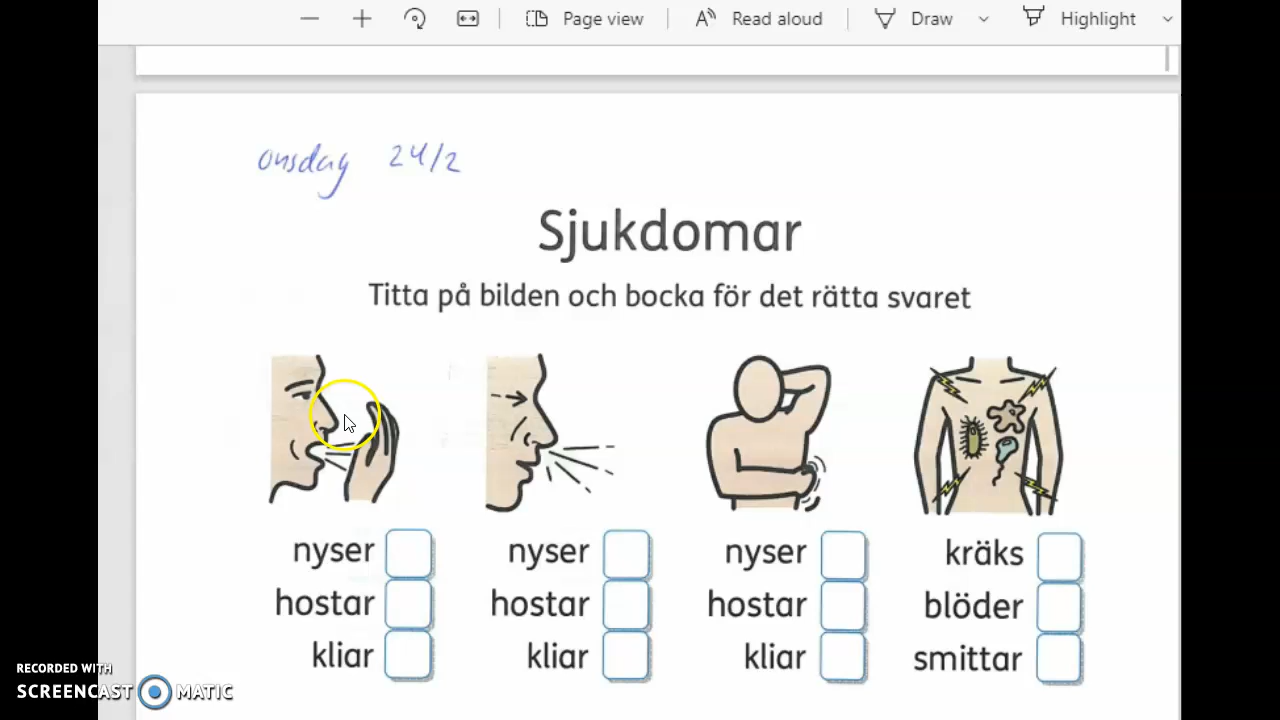 Page view Read aloud Draw Highlight
onsdag 24/2
Sjukdomar
Titta på bilden och bocka för det rätta svaret
nyser nyser nyser kräks
hostar hostar hostar blöder
kliar kliar kliar smittar
RECORDED WITH
SCREENCAST MATIC